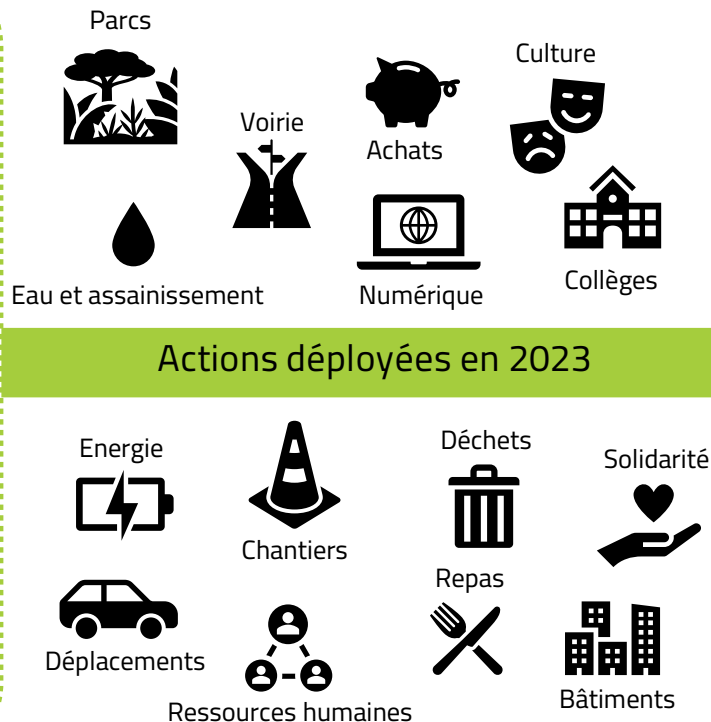 Parcs
Culture
Voirie
Achats
Eau et assainissement
Numérique
Collèges
Actions déployées en 2023
Energie
Déchets
Solidarité
Chantiers
Repas
Déplacements
Bâtiments
Ressources humaines